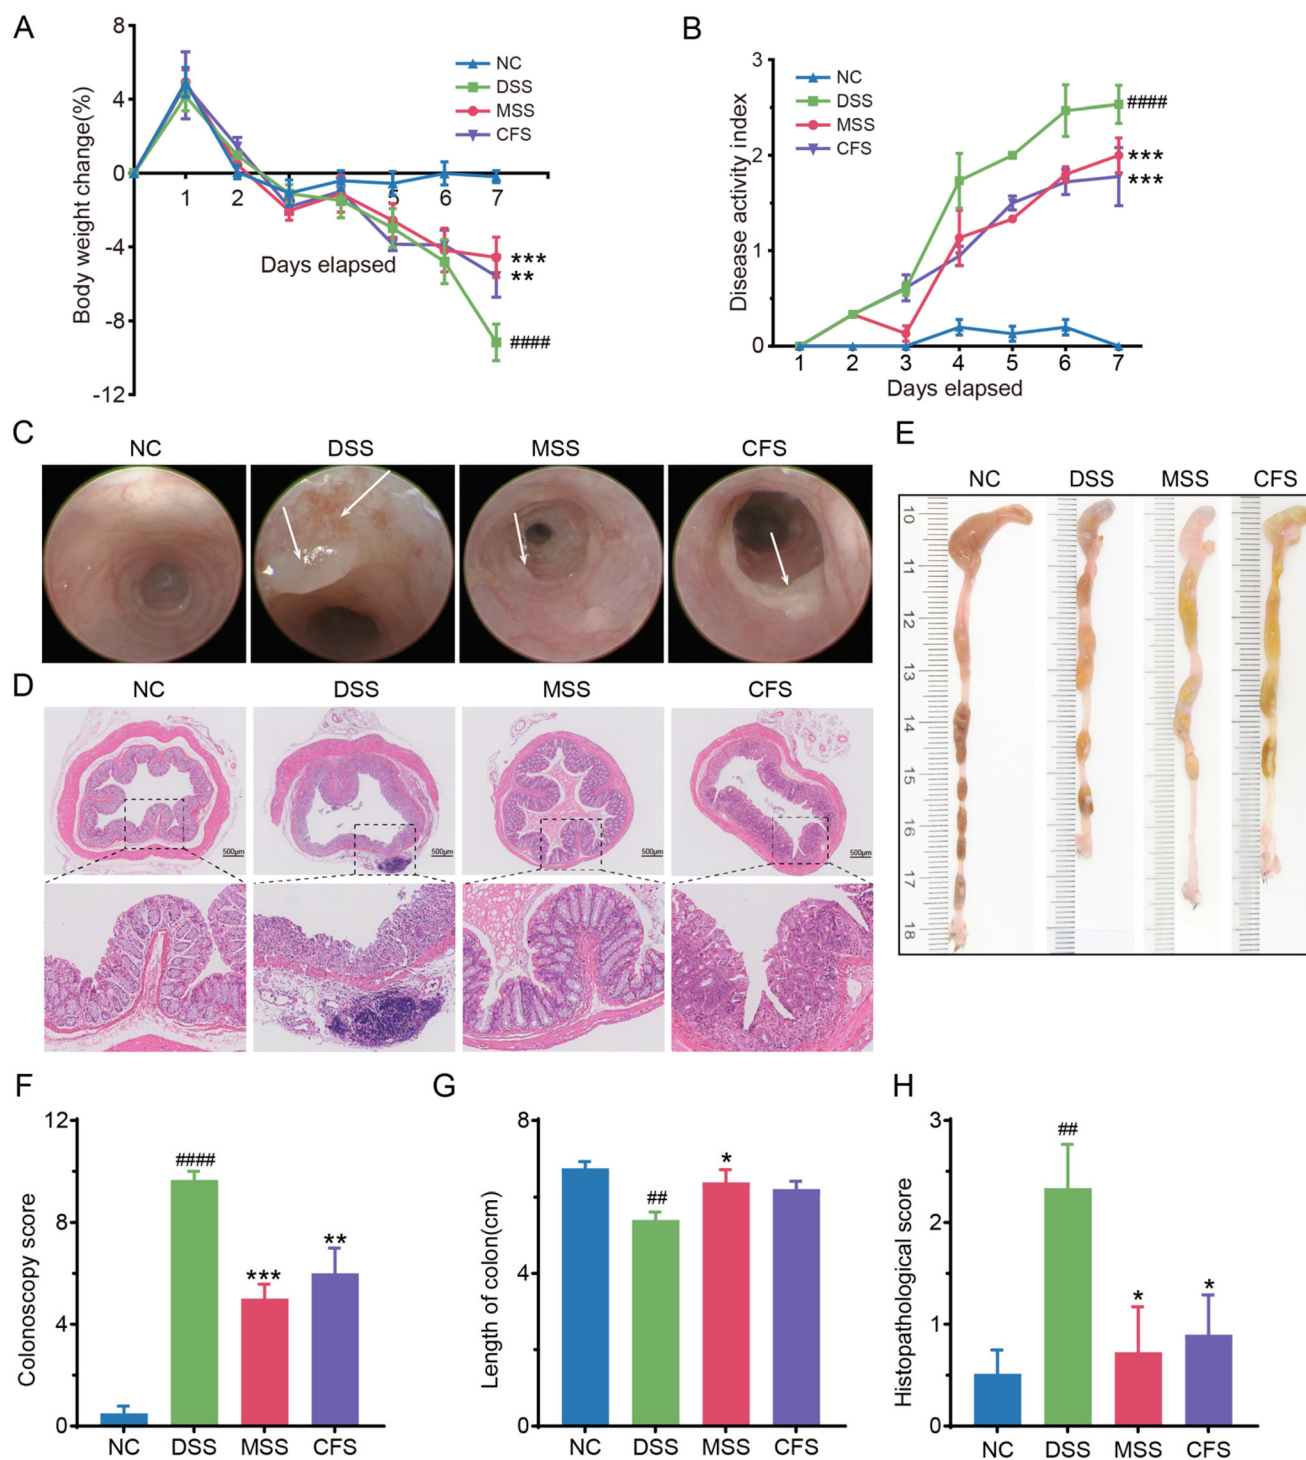 A
8
4
0
-4
-8
-12
Body weight change(%)
1
2
5
6
7
Days elapsed
NC
DSS
MSS
CFS
***
**
####
B
3
2
1
0
Disease activity index
NC
DSS
MSS
CFS
####
***
***
1 2 3 4 5 6 7
Days elapsed
C
NC DSS MSS CFS
D
NC DSS MSS CFS
500μm 500μm 500μm 500μm
E
NC DSS MSS CFS
10
11
12
13
14
15
16
17
18
F
12
8
4
0
Colonoscopy score
####
***
**
NC DSS MSS CFS
G
8
4
0
Length of colon(cm)
##
*
NC DSS MSS CFS
H
3
2
1
0
Histopathological score
##
*
*
NC DSS MSS CFS